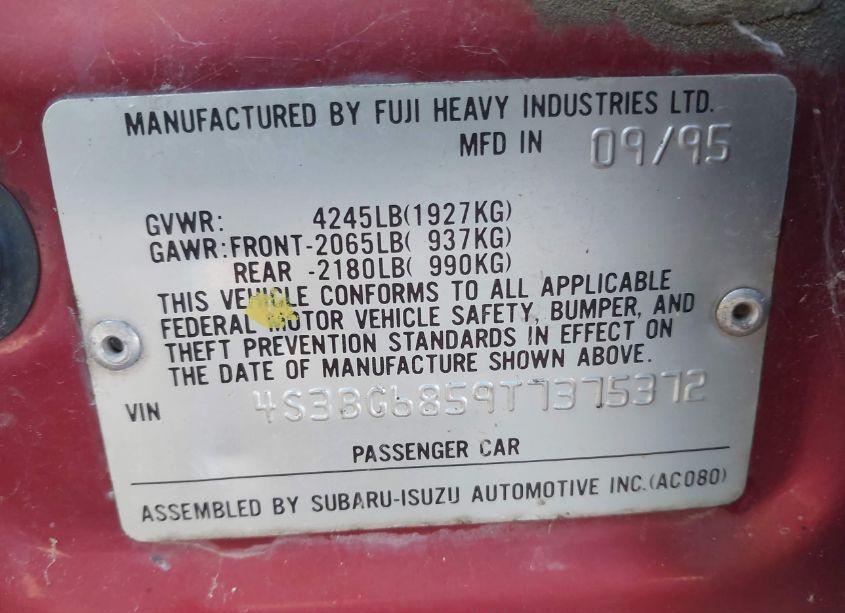 MANUFACTURED BY FUJI HEAVY INDUSTRIES LTD.
MFD IN 09/95
GVWR: 4245LB(1927KG)
GAWR:FRONT-2065LB( 937KG)
REAR -2180LB( 990KG)
THIS VEHICLE CONFORMS TO ALL APPLICABLE
FEDERAL MOTOR VEHICLE SAFETY, BUMPER, AND
THEFT PREVENTION STANDARDS IN EFFECT ON
THE DATE OF MANUFACTURE SHOWN ABOVE.
VIN 4S3BG6859T7375372
PASSENGER CAR
ASSEMBLED BY SUBARU-ISUZU AUTOMOTIVE INC.(AC080)